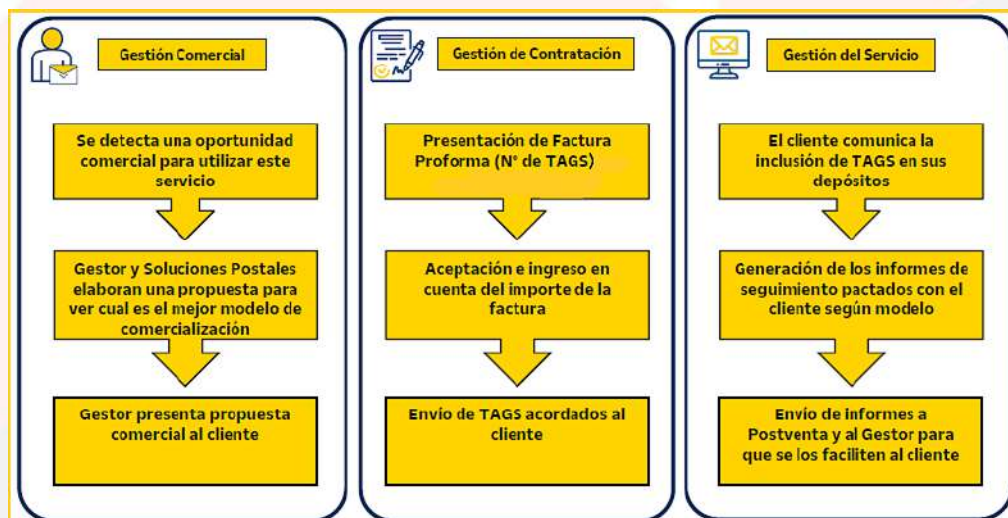 Gestión Comercial
Se detecta una oportunidad
comercial para utilizar este
servicio
Gestor y Soluciones Postales
elaboran una propuesta para
ver cual es el mejor modelo de
comercialización
Gestor presenta propuesta
comercial al cliente
Gestión de Contratación
Presentación de Factura
Proforma (N° de TAGS)
Aceptación e ingreso en
cuenta del importe de la
factura
Envío de TAGS acordados al
cliente
Gestión del Servicio
El cliente comunica la
inclusión de TAGS en sus
depósitos
Generación de los informes de
seguimiento pactados con el
cliente según modelo
Envío de informes a
Postventa y al Gestor para
que se los faciliten al cliente